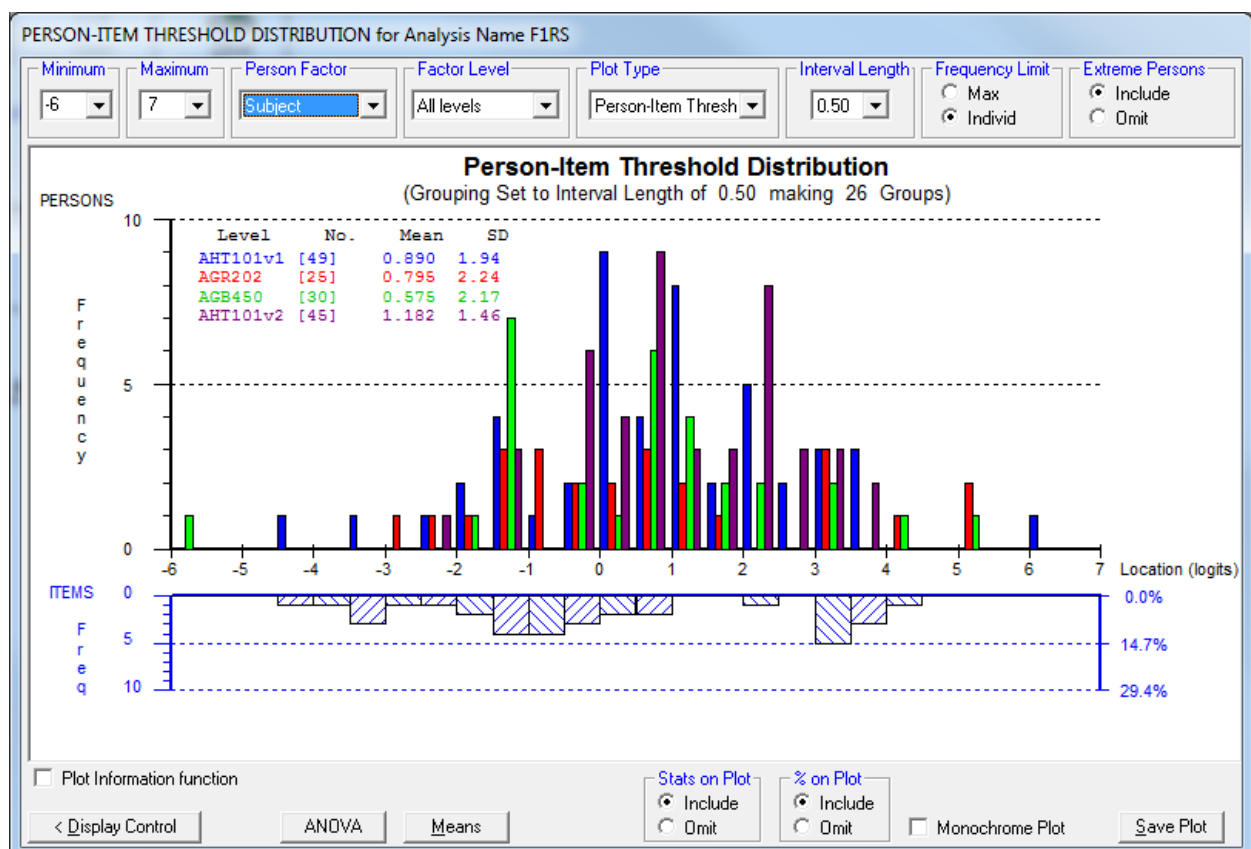 PERSON-ITEM THRESHOLD DISTRIBUTION for Analysis Name F1RS
Minimum Maximum Person Factor Factor Level Plot Type Interval Length Frequency Limit Extreme Persons
-6 7 Subject All levels Person-Item Thresh 0.50 Max Include
Individ Omit
Person-Item Threshold Distribution
(Grouping Set to Interval Length of 0.50 making 26 Groups)
PERSONS
10
Level No. Mean SD
AHT101v1 [49] 0.890 1.94
AGR202 [25] 0.795 2.24
AGB450 [30] 0.575 2.17
AHT101v2 [45] 1.182 1.46
Frequency
5
0
-6 -5 -4 -3 -2 -1 0 1 2 3 4 5 6 7 Location (logits)
ITEMS 0 0.0%
Freq
5 14.7%
10 29.4%
Plot Information function
Stats on Plot % on Plot
Include Include
Omit Omit
< Display Control ANOVA Means Monochrome Plot Save Plot